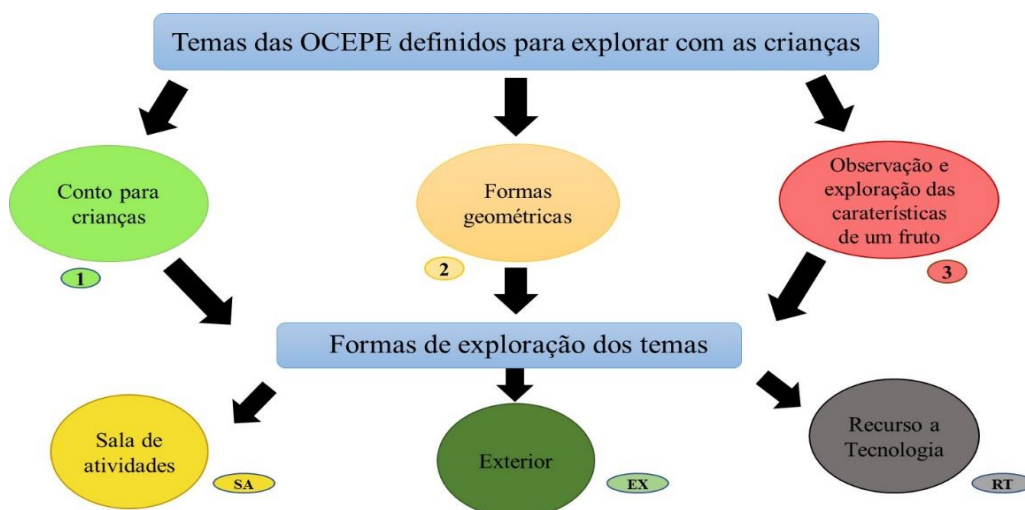 Temas das OCEPE definidos para explorar com as crianças
Conto para
crianças
1
Formas
geométricas
2
Observação e
exploração das
caraterísticas
de um fruto
3
Formas de exploração dos temas
Sala de
atividades
SA
Exterior
EX
Recurso a
Tecnologia
RT